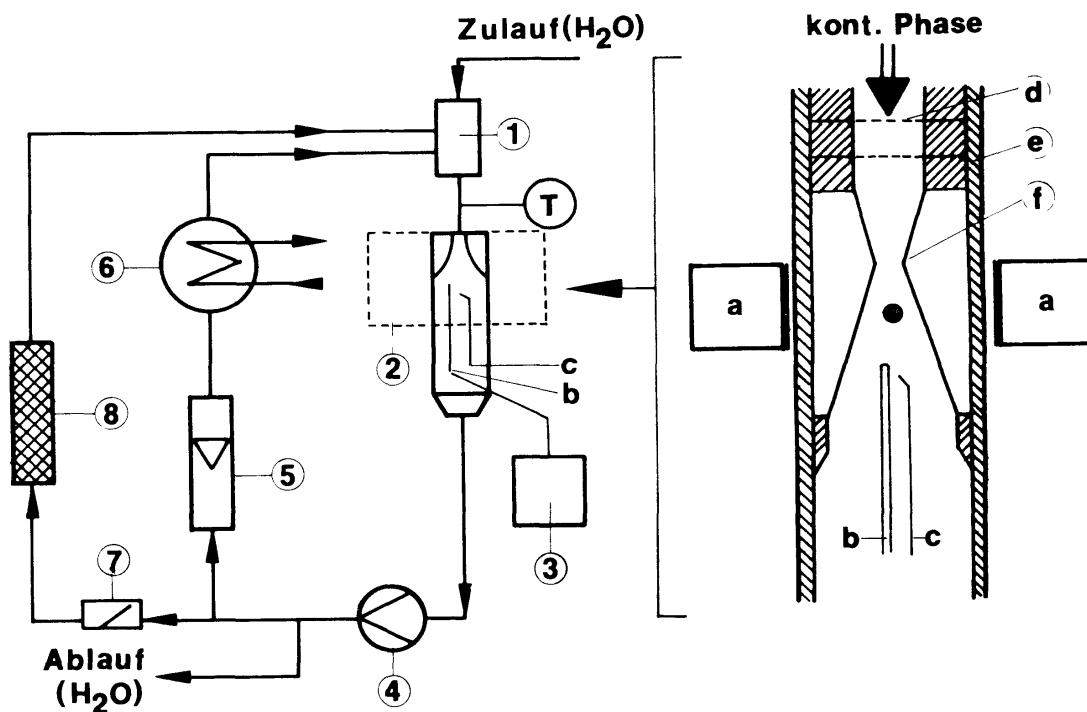 Zulauf(H₂O)
kont. Phase
1
T
6
2
c
b
8
5
3
7
4
Ablauf
(H₂O)
d
e
f
a
a
b
c